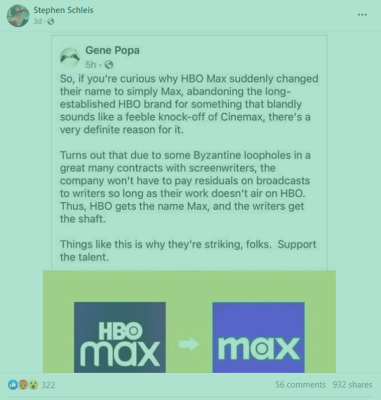 Stephen Schleis
3d ·
Gene Popa
5h ·
So, if you're curious why HBO Max suddenly changed
their name to simply Max, abandoning the long-
established HBO brand for something that blandly
sounds like a feeble knock-off of Cinemax, there's a
very definite reason for it.
Turns out that due to some Byzantine loopholes in a
great many contracts with screenwriters, the
company won't have to pay residuals on broadcasts
to writers so long as their work doesn't air on HBO.
Thus, HBO gets the name Max, and the writers get
the shaft.
Things like this is why they're striking, folks. Support
the talent.
HBO
max
max
322
56 comments 932 shares